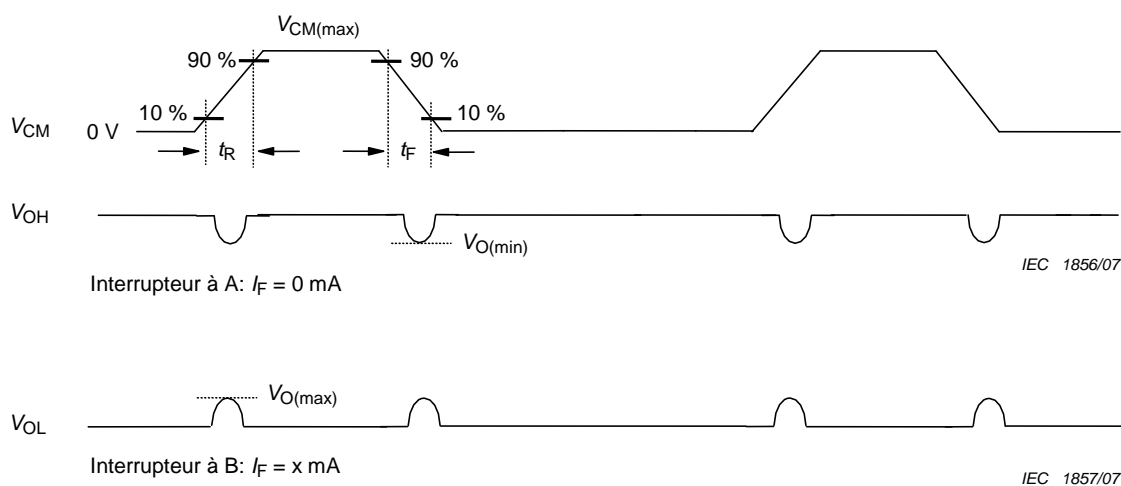 VCM(max)
90 % 90 %
10 % 10 %
VCM 0 V
tR tF
VOH
VO(min)
IEC 1856/07
Interrupteur à A: IF = 0 mA
VO(max)
VOL
Interrupteur à B: IF = x mA
IEC 1857/07